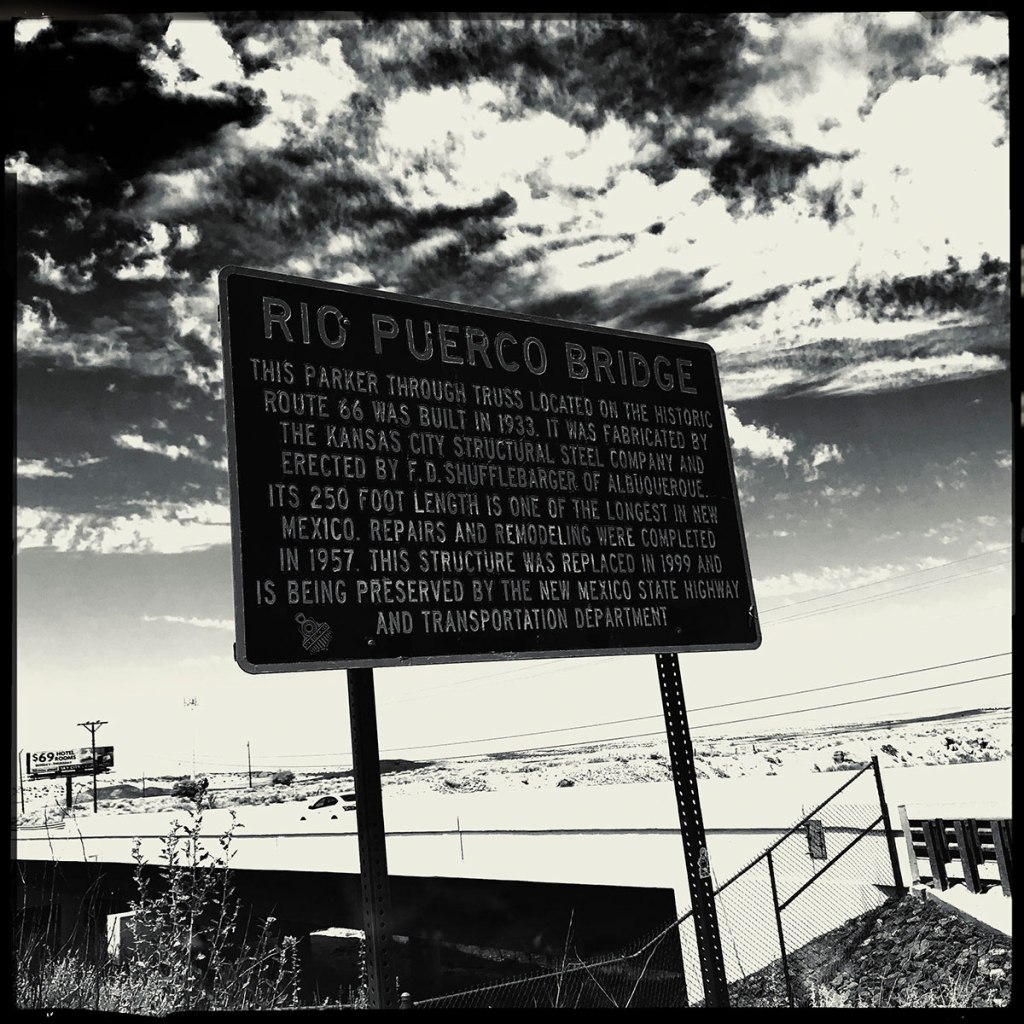 RIO PUERCO BRIDGE
THIS PARKER THROUGH TRUSS LOCATED ON THE HISTORIC
ROUTE 66 WAS BUILT IN 1933. IT WAS FABRICATED BY
THE KANSAS CITY STRUCTURAL STEEL COMPANY AND
ERECTED BY F.D. SHUFFLEBARGER OF ALBUQUERQUE.
ITS 250 FOOT LENGTH IS ONE OF THE LONGEST IN NEW
MEXICO. REPAIRS AND REMODELING WERE COMPLETED
IN 1957. THIS STRUCTURE WAS REPLACED IN 1999 AND
IS BEING PRESERVED BY THE NEW MEXICO STATE HIGHWAY
AND TRANSPORTATION DEPARTMENT
$69 HOTEL
ROOMS